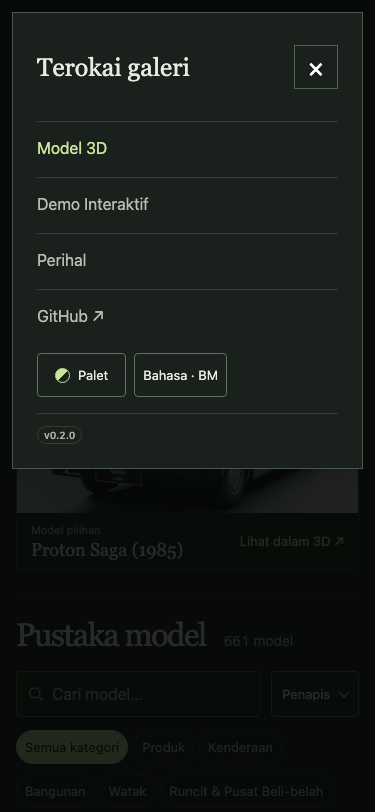 Terokai galeri
Model 3D
Demo Interaktif
Perihal
GitHub ↗
Palet
Bahasa · BM
v0.2.0
Model pilihan
Proton Saga (1985)
Lihat dalam 3D ↗
Pustaka model
661 model
Cari model...
Penapis
Semua kategori
Produk
Kenderaan
Bangunan
Watak
Runcit & Pusat Beli-belah